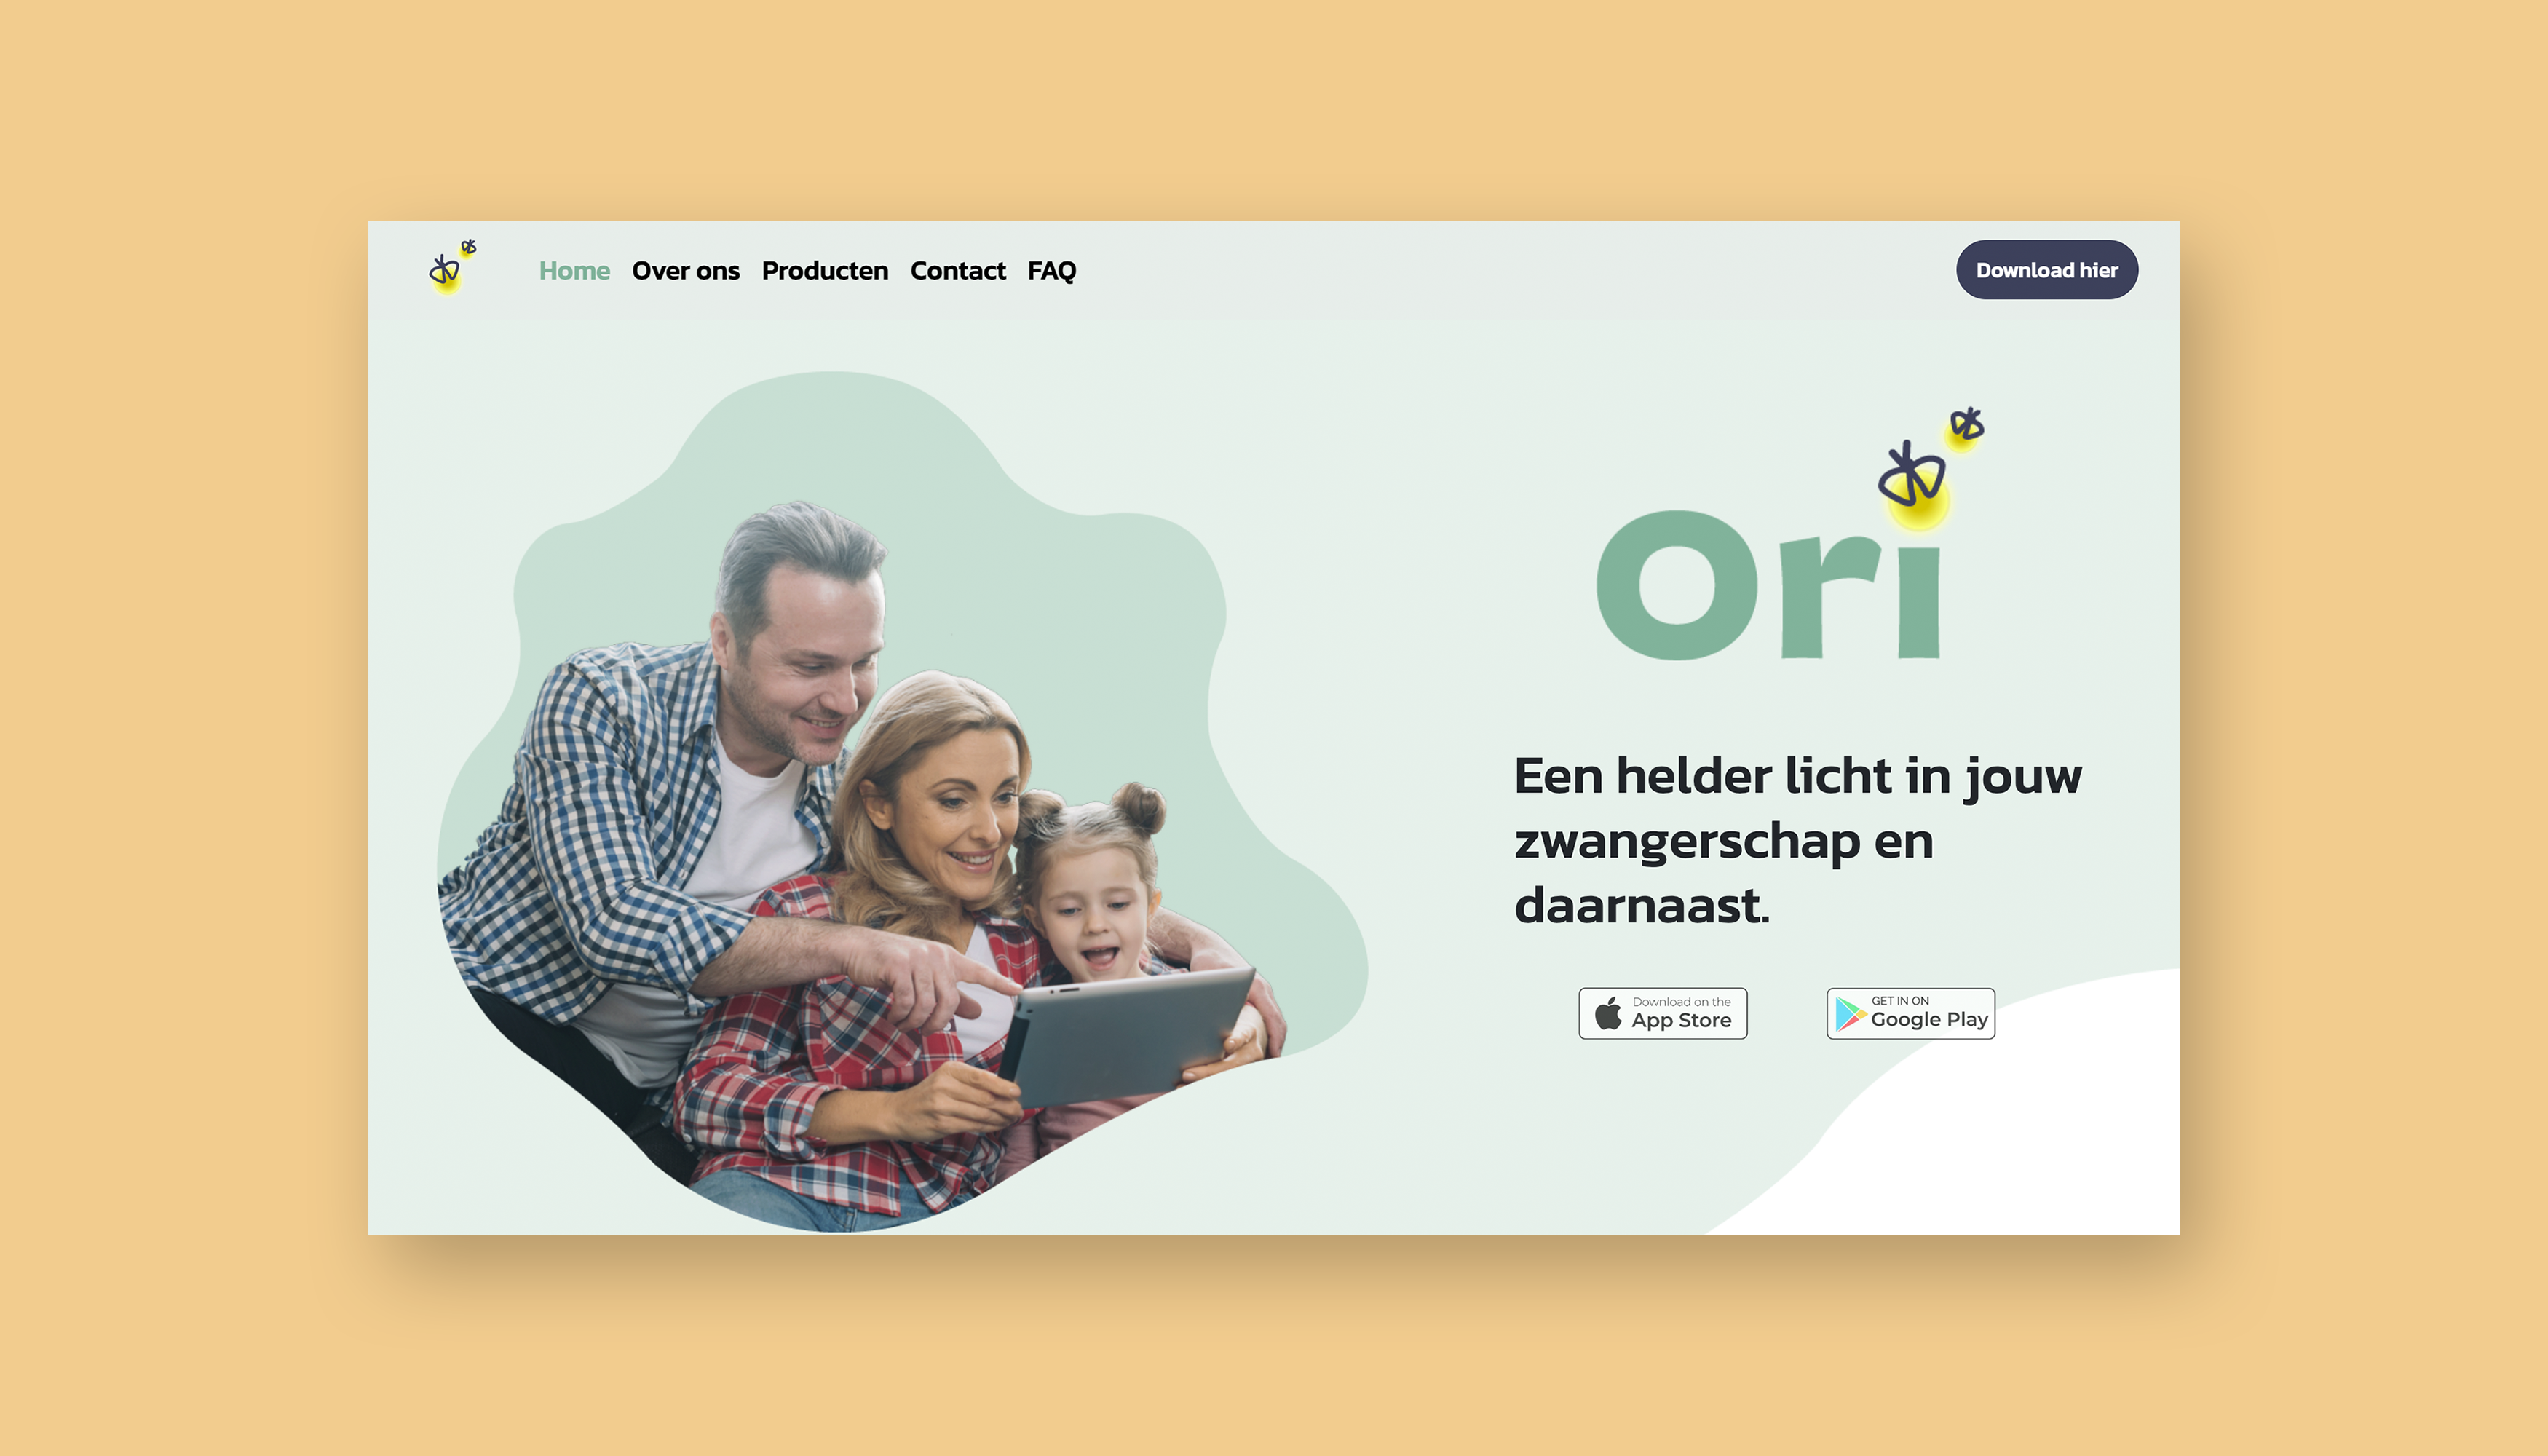 Home Over ons Producten Contact FAQ
Download hier
Ori
Een helder licht in jouw
zwangerschap en
daarnaast.
Download on the
App Store
GET IN ON
Google Play